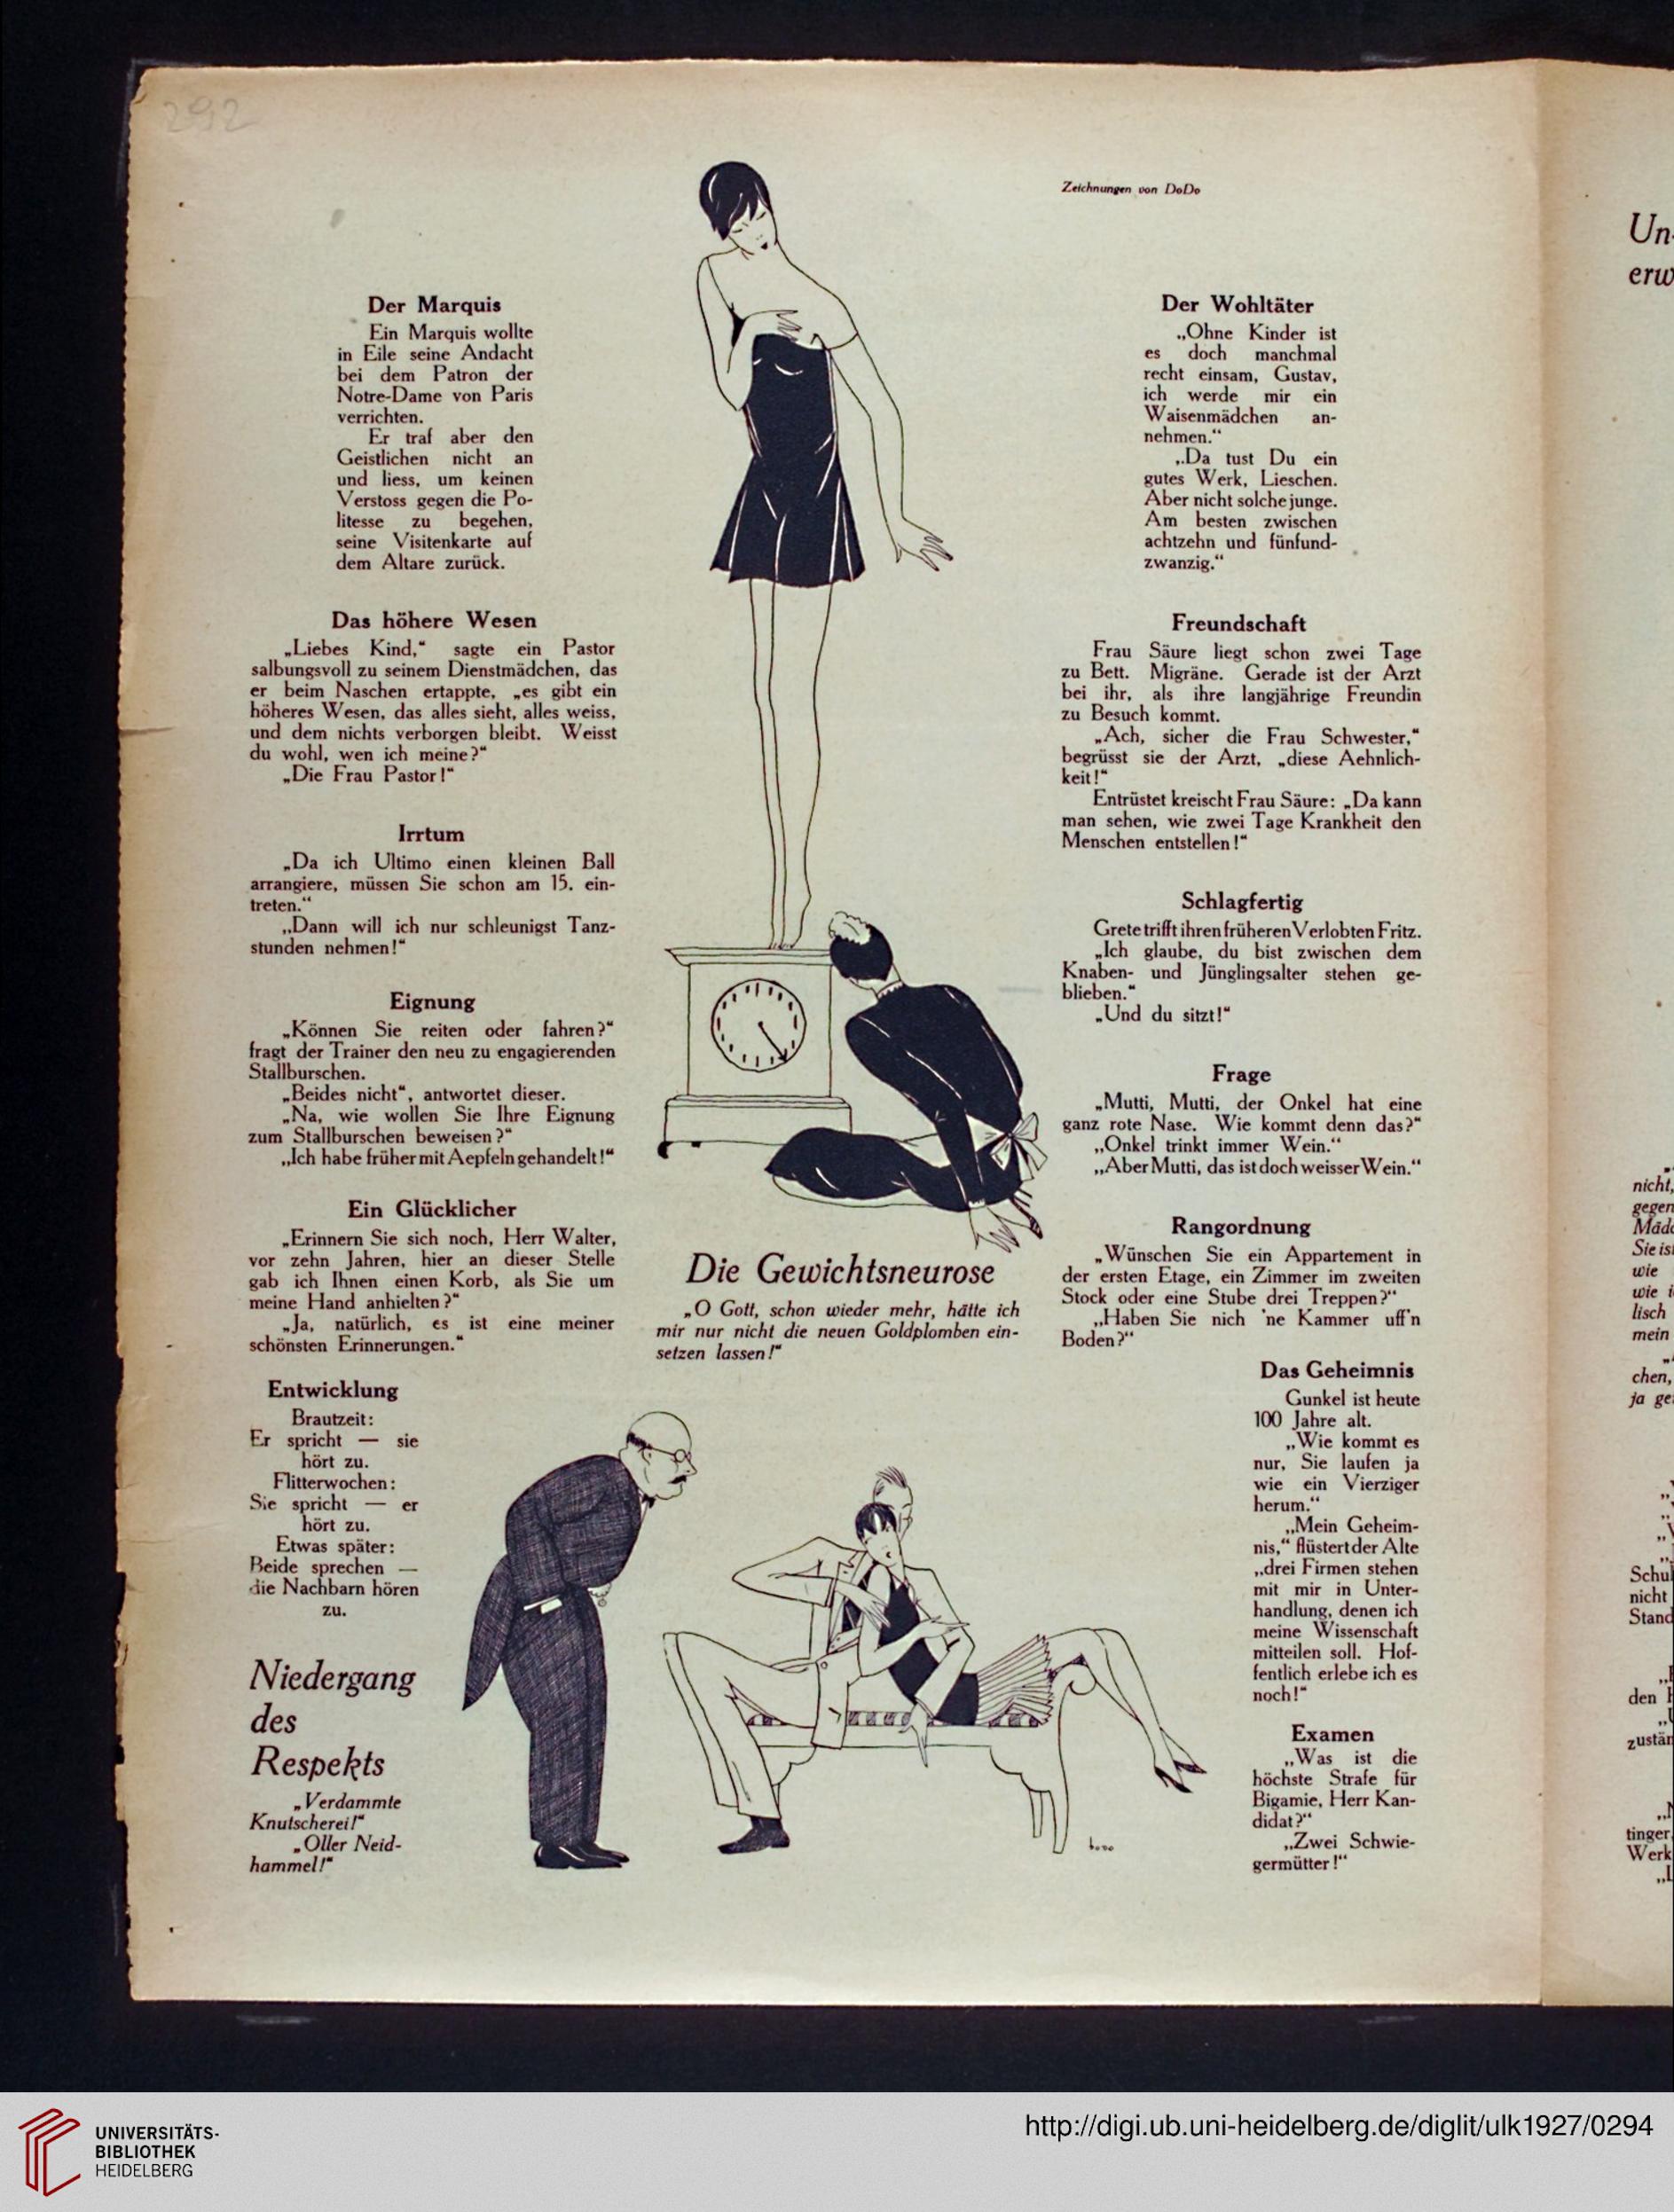 292
Zeichnungen von DoDo
Der Marquis
Ein Marquis wollte
in Eile seine Andacht
bei dem Patron der
Notre-Dame von Paris
verrichten.
Er traf aber den
Geistlichen nicht an
und liess, um keinen
Verstoss gegen die Po-
litesse zu begehen,
seine Visitenkarte auf
dem Altare zurück.
Das höhere Wesen
„Liebes Kind,“ sagte ein Pastor
salbungsvoll zu seinem Dienstmädchen, das
er beim Naschen ertappte, „es gibt ein
höheres Wesen, das alles sieht, alles weiss,
und dem nichts verborgen bleibt. Weisst
du wohl, wen ich meine?“
„Die Frau Pastor!“
Irrtum
„Da ich Ultimo einen kleinen Ball
arrangiere, müssen Sie schon am 15. ein-
treten.“
„Dann will ich nur schleunigst Tanz-
stunden nehmen!“
Eignung
„Können Sie reiten oder fahren?“
fragt der Trainer den neu zu engagierenden
Stallburschen.
„Beides nicht“, antwortet dieser.
„Na, wie wollen Sie Ihre Eignung
zum Stallburschen beweisen?“
„Ich habe früher mit Aepfeln gehandelt!“
Ein Glücklicher
„Erinnern Sie sich noch, Herr Walter,
vor zehn Jahren, hier an dieser Stelle
gab ich Ihnen einen Korb, als Sie um
meine Hand anhielten?“
„Ja, natürlich, es ist eine meiner
schönsten Erinnerungen.“
Entwicklung
Brautzeit:
Er spricht — sie
hört zu.
Flitterwochen:
Sie spricht — er
hört zu.
Etwas später:
Beide sprechen —
die Nachbarn hören
zu.
Niedergang
des
Respekts
„Verdammte
Knutscherei!“
„Oller Neid-
hammel!“
Die Gewichtsneurose
„O Gott, schon wieder mehr, hätte ich
mir nur nicht die neuen Goldplomben ein-
setzen lassen!“
dodo
Der Wohltäter
„Ohne Kinder ist
es doch manchmal
recht einsam, Gustav,
ich werde mir ein
Waisenmädchen an-
nehmen.“
„Da tust Du ein
gutes Werk, Lieschen.
Aber nicht solche junge.
Am besten zwischen
achtzehn und fünfund-
zwanzig.“
Freundschaft
Frau Säure liegt schon zwei Tage
zu Bett. Migräne. Gerade ist der Arzt
bei ihr, als ihre langjährige Freundin
zu Besuch kommt.
„Ach, sicher die Frau Schwester,“
begrüsst sie der Arzt, „diese Aehnlich-
keit!“
Entrüstet kreischt Frau Säure: „Da kann
man sehen, wie zwei Tage Krankheit den
Menschen entstellen!“
Schlagfertig
Grete trifft ihren früheren Verlobten Fritz.
„Ich glaube, du bist zwischen dem
Knaben- und Jünglingsalter stehen ge-
blieben.“
„Und du sitzt!“
Frage
„Mutti, Mutti, der Onkel hat eine
ganz rote Nase. Wie kommt denn das?“
„Onkel trinkt immer Wein.“
„Aber Mutti, das ist doch weisser Wein.“
Rangordnung
„Wünschen Sie ein Appartement in
der ersten Etage, ein Zimmer im zweiten
Stock oder eine Stube drei Treppen?“
„Haben Sie nich 'ne Kammer uff'n
Boden?“
Das Geheimnis
Gunkel ist heute
100 Jahre alt.
„Wie kommt es
nur, Sie laufen ja
wie ein Vierziger
herum.“
„Mein Geheim-
nis,“ flüstert der Alte
„drei Firmen stehen
mit mir in Unter-
handlung, denen ich
meine Wissenschaft
mitteilen soll. Hof-
fentlich erlebe ich es
noch!“
Examen
„Was ist die
höchste Strafe für
Bigamie, Herr Kan-
didat?“
„Zwei Schwie-
germütter!“
Un-
erw
nicht,
gegen
Mädc
Sie ist
wie
wie i
lisch
mein
chen,
ja ge
Schul
nicht
Stand
den
zustän
tinger
Werk
UNIVERSITÄTS-
BIBLIOTHEK
HEIDELBERG
http://digi.ub.uni-heidelberg.de/diglit/ulk1927/0294